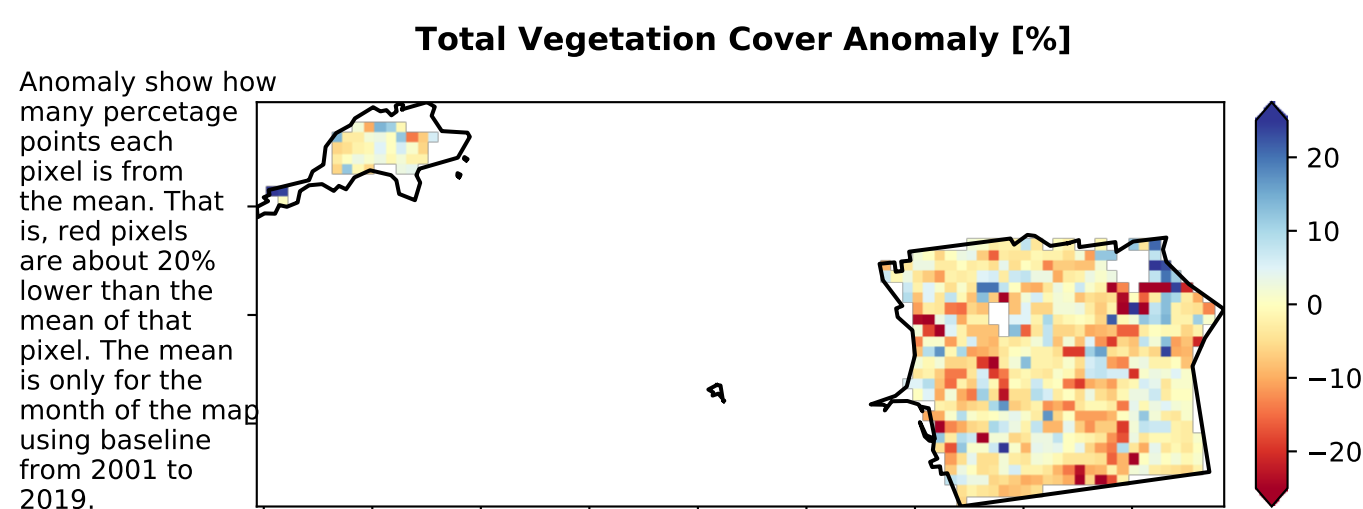 Total Vegetation Cover Anomaly [%]
Anomaly show how
many percetage
points each
pixel is from
the mean. That
is, red pixels
are about 20%
lower than the
mean of that
pixel. The mean
is only for the
month of the map
using baseline
from 2001 to
2019.
20
10
0
−10
−20